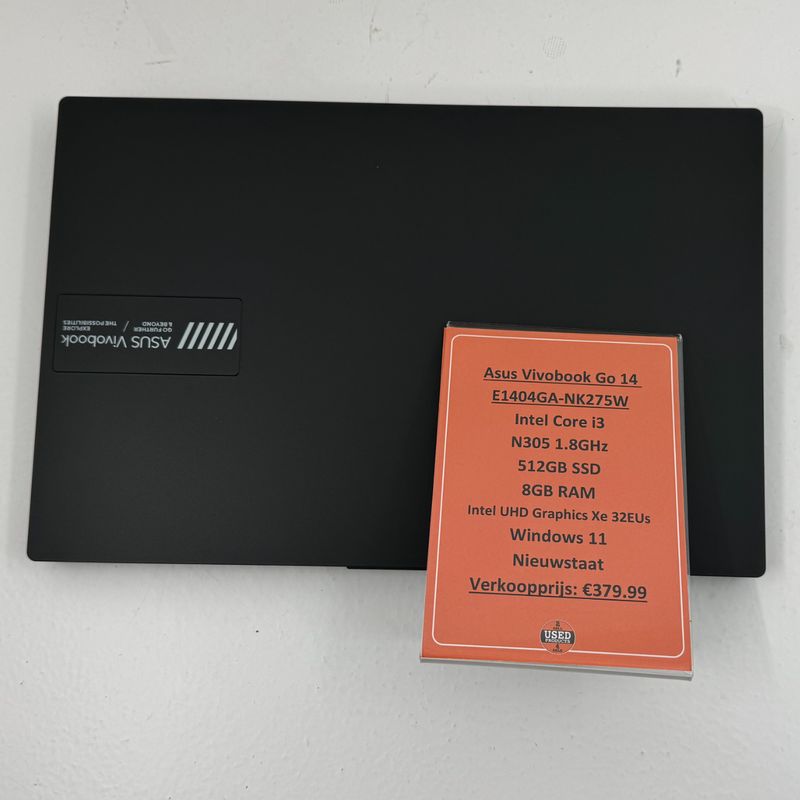 ASUS Vivobook
GO FURTHER
& BEYOND
/
EXPLORE
THE POSSIBILITIES
Asus Vivobook Go 14
E1404GA-NK275W
Intel Core i3
N305 1.8GHz
512GB SSD
8GB RAM
Intel UHD Graphics Xe 32EUs
Windows 11
Nieuwstaat
Verkoopprijs: €379.99
USED
PRODUCTS